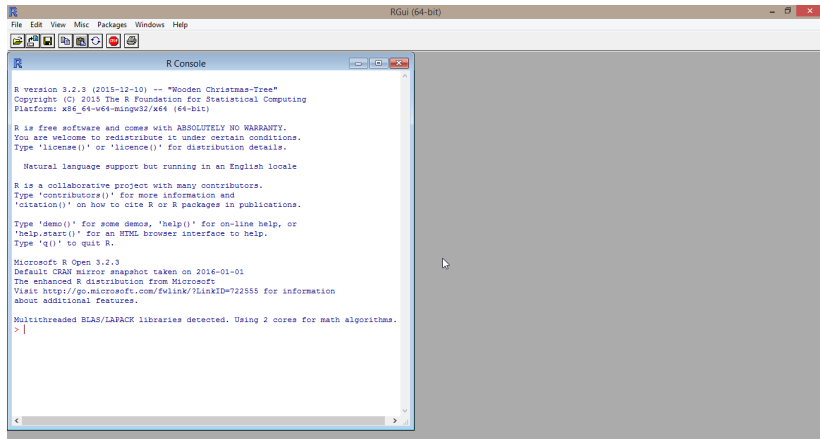 RGui (64-bit)
File Edit View Misc Packages Windows Help
STOP
R Console
R version 3.2.3 (2015-12-10) -- "Wooden Christmas-Tree"
Copyright (C) 2015 The R Foundation for Statistical Computing
Platform: x86_64-w64-mingw32/x64 (64-bit)
R is free software and comes with ABSOLUTELY NO WARRANTY.
You are welcome to redistribute it under certain conditions.
Type 'license()' or 'licence()' for distribution details.
Natural language support but running in an English locale
R is a collaborative project with many contributors.
Type 'contributors()' for more information and
'citation()' on how to cite R or R packages in publications.
Type 'demo()' for some demos, 'help()' for on-line help, or
'help.start()' for an HTML browser interface to help.
Type 'q()' to quit R.
Microsoft R Open 3.2.3
Default CRAN mirror snapshot taken on 2016-01-01
The enhanced R distribution from Microsoft
Visit http://go.microsoft.com/fwlink/?LinkID=722555 for information
about additional features.
Multithreaded BLAS/LAPACK libraries detected. Using 2 cores for math algorithms.
>